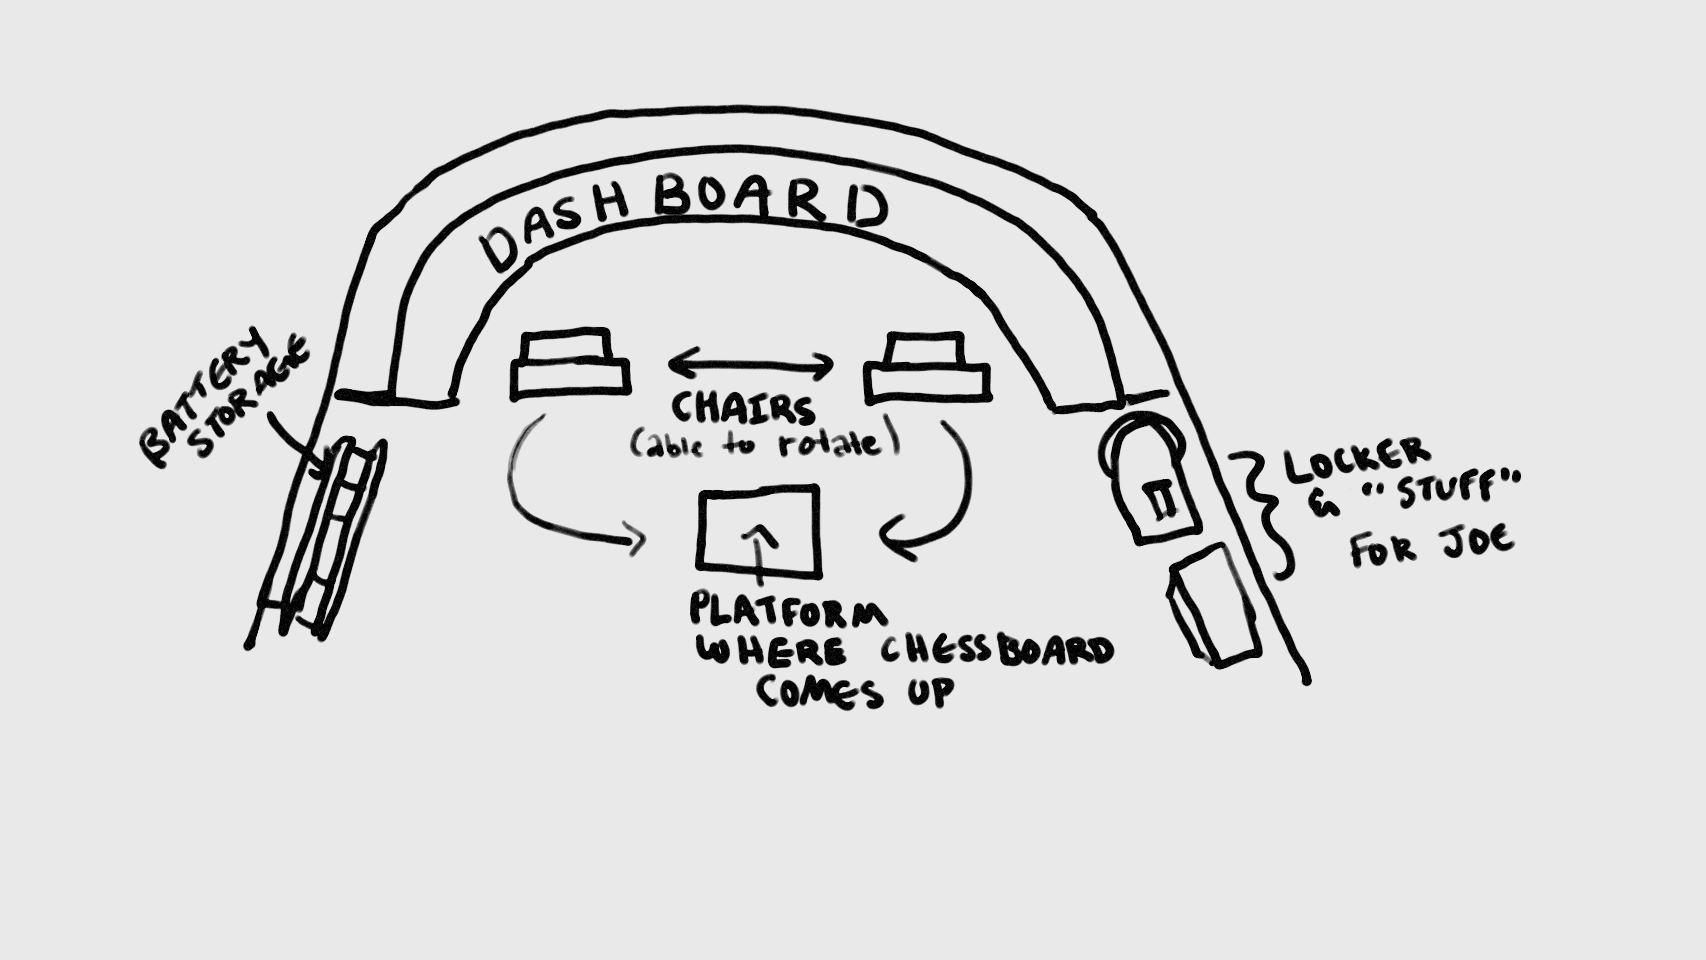 DASHBOARD
BATTERY
STORAGE
CHAIRS
(able to rotate)
LOCKER
& "STUFF"
FOR JOE
PLATFORM
WHERE CHESSBOARD
COMES UP